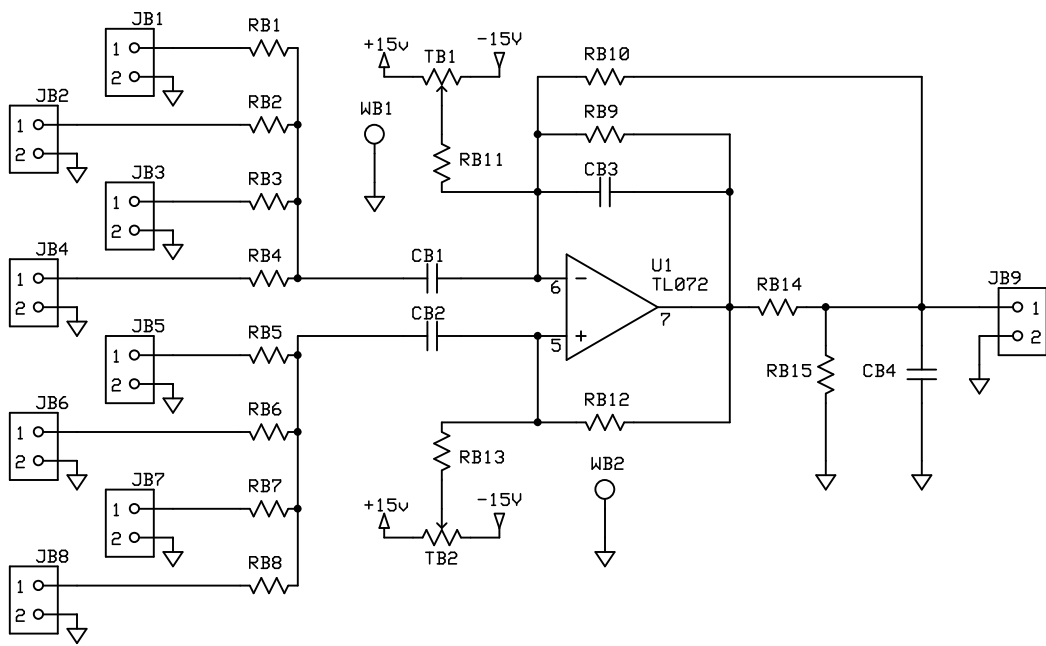 JB1
1
2
RB1
JB2
1
2
RB2
JB3
1
2
RB3
JB4
1
2
RB4
JB5
1
2
RB5
JB6
1
2
RB6
JB7
1
2
RB7
JB8
1
2
RB8
+15v
TB1
-15V
WB1
RB11
RB10
RB9
CB3
CB1
CB2
6
-
5
+
7
U1
TL072
RB14
RB15
CB4
JB9
1
2
RB12
RB13
WB2
+15v
-15V
TB2